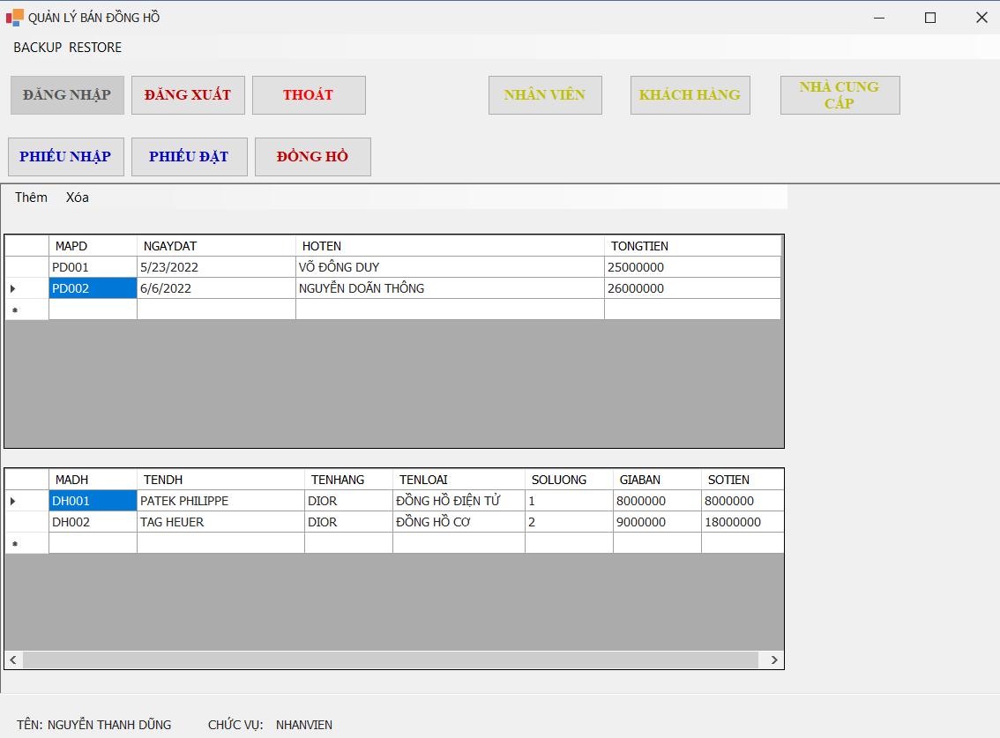 QUẢN LÝ BÁN ĐỒNG HỒ
BACKUP RESTORE
ĐĂNG NHẬP ĐĂNG XUẤT THOÁT NHÂN VIÊN KHÁCH HÀNG NHÀ CUNG CẤP
PHIẾU NHẬP PHIẾU ĐẶT ĐỒNG HỒ
Thêm Xóa
MAPD NGAYDAT HOTEN TONGTIEN
PD001 5/23/2022 VÕ ĐÔNG DUY 25000000
PD002 6/6/2022 NGUYỄN DOÃN THÔNG 26000000
MADH TENDH TENHANG TENLOAI SOLUONG GIABAN SOTIEN
DH001 PATEK PHILIPPE DIOR ĐỒNG HỒ ĐIỆN TỬ 1 8000000 8000000
DH002 TAG HEUER DIOR ĐỒNG HỒ CƠ 2 9000000 18000000
TÊN: NGUYỄN THANH DŨNG CHỨC VỤ: NHANVIEN